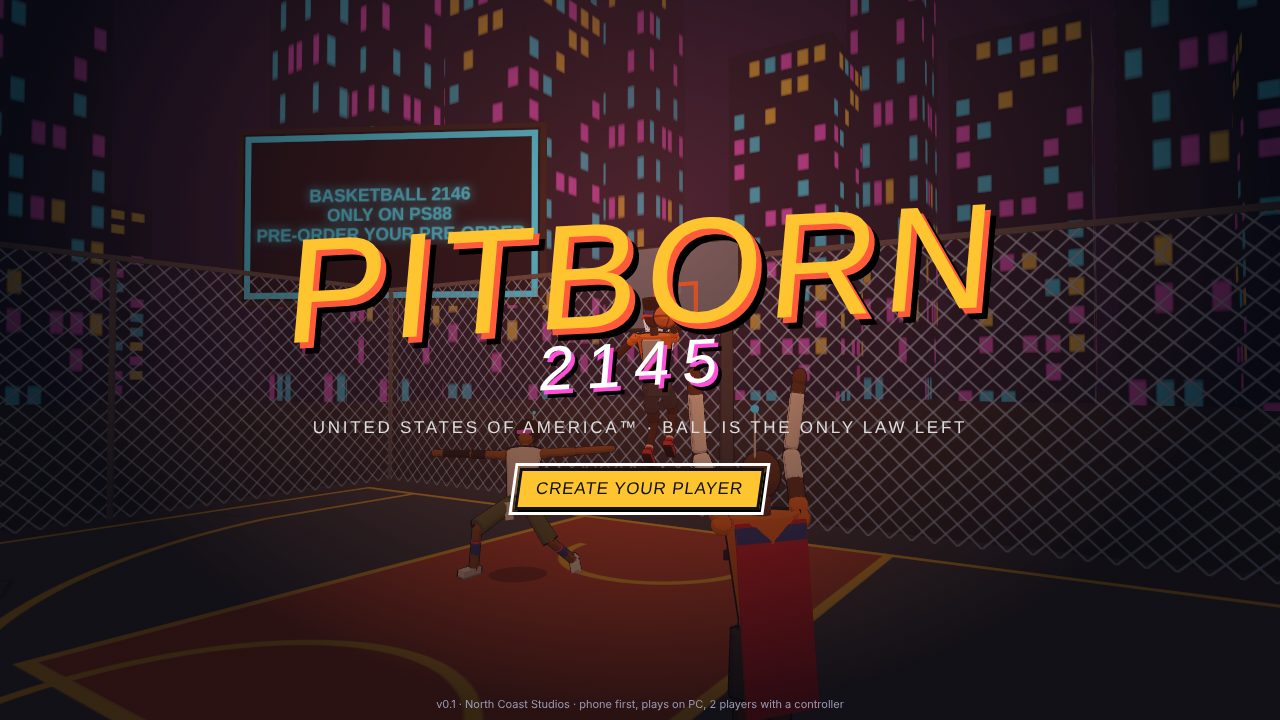 BASKETBALL 2146
ONLY ON PS88
PRE-ORDER YOUR PRE-ORDER
PITBORN
2145
UNITED STATES OF AMERICA™ · BALL IS THE ONLY LAW LEFT
CREATE YOUR PLAYER
v0.1 · North Coast Studios · phone first, plays on PC, 2 players with a controller